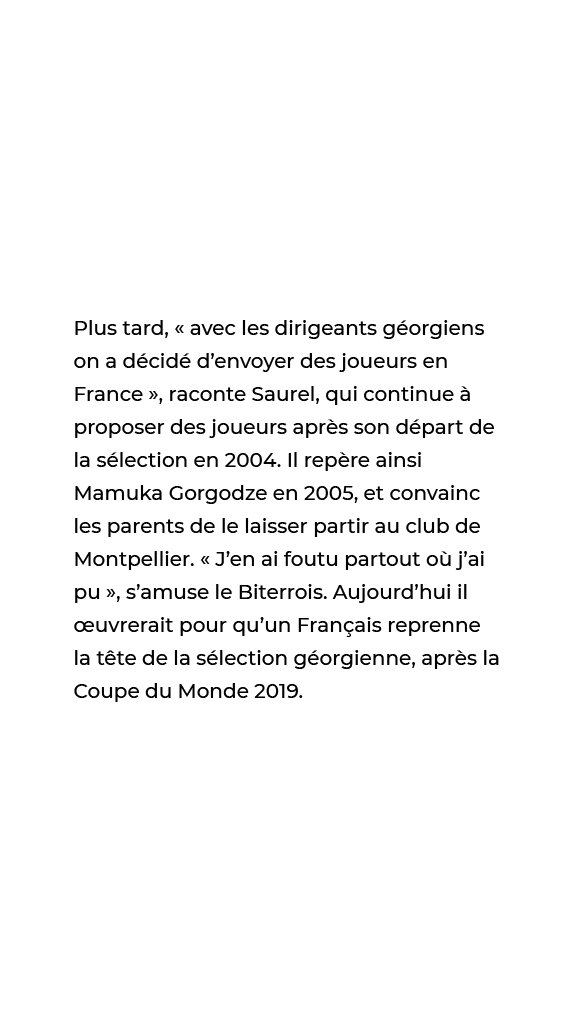 Plus tard, « avec les dirigeants géorgiens
on a décidé d’envoyer des joueurs en
France », raconte Saurel, qui continue à
proposer des joueurs après son départ de
la sélection en 2004. Il repère ainsi
Mamuka Gorgodze en 2005, et convainc
les parents de le laisser partir au club de
Montpellier. « J’en ai foutu partout où j’ai
pu », s’amuse le Biterrois. Aujourd’hui il
œuvrerait pour qu’un Français reprenne
la tête de la sélection géorgienne, après la
Coupe du Monde 2019.